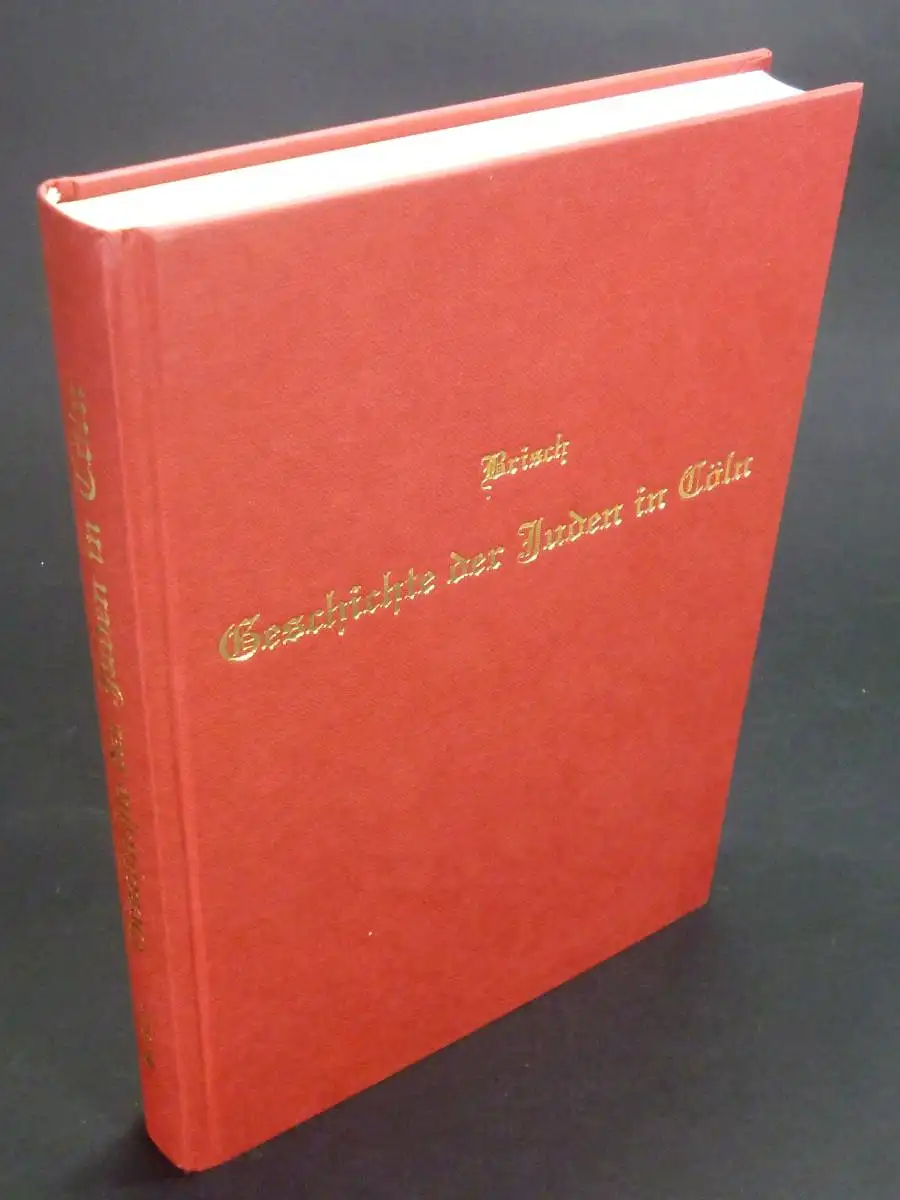 Brisch
Geschichte der Juden in Cöln
Geschichte der Juden in Cöln